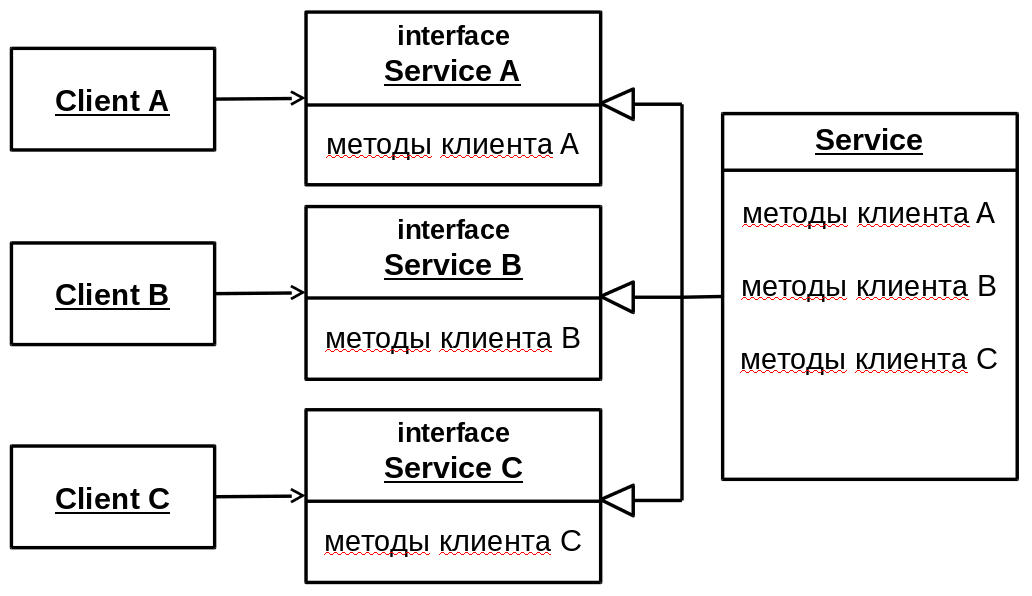 Client A
interface
Service A
методы клиента A
Client B
interface
Service B
методы клиента B
Client C
interface
Service C
методы клиента C
Service
методы клиента A
методы клиента B
методы клиента C